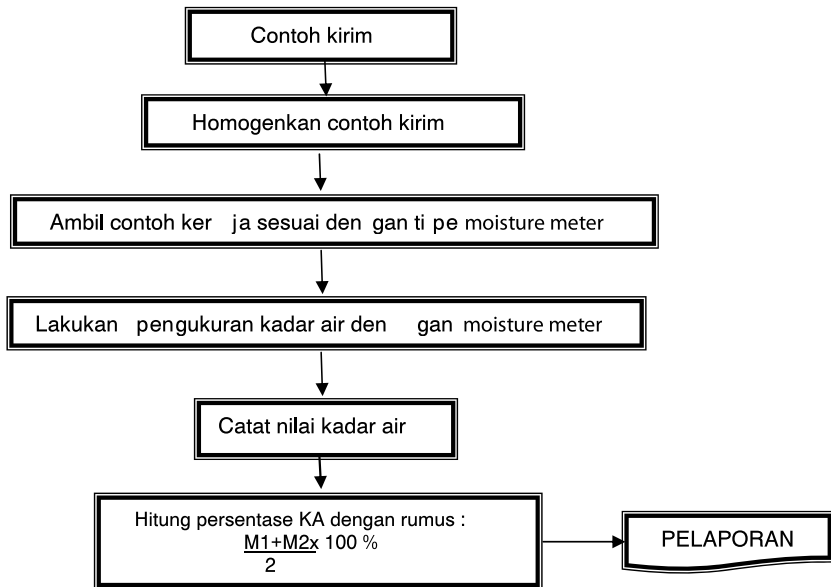 Contoh kirim
Homogenkan contoh kirim
Ambil contoh ker ja sesuai den gan ti pe moisture meter
Lakukan pengukuran kadar air den gan moisture meter
Catat nilai kadar air
Hitung persentase KA dengan rumus :
M1+M2x 100 %
2
PELAPORAN